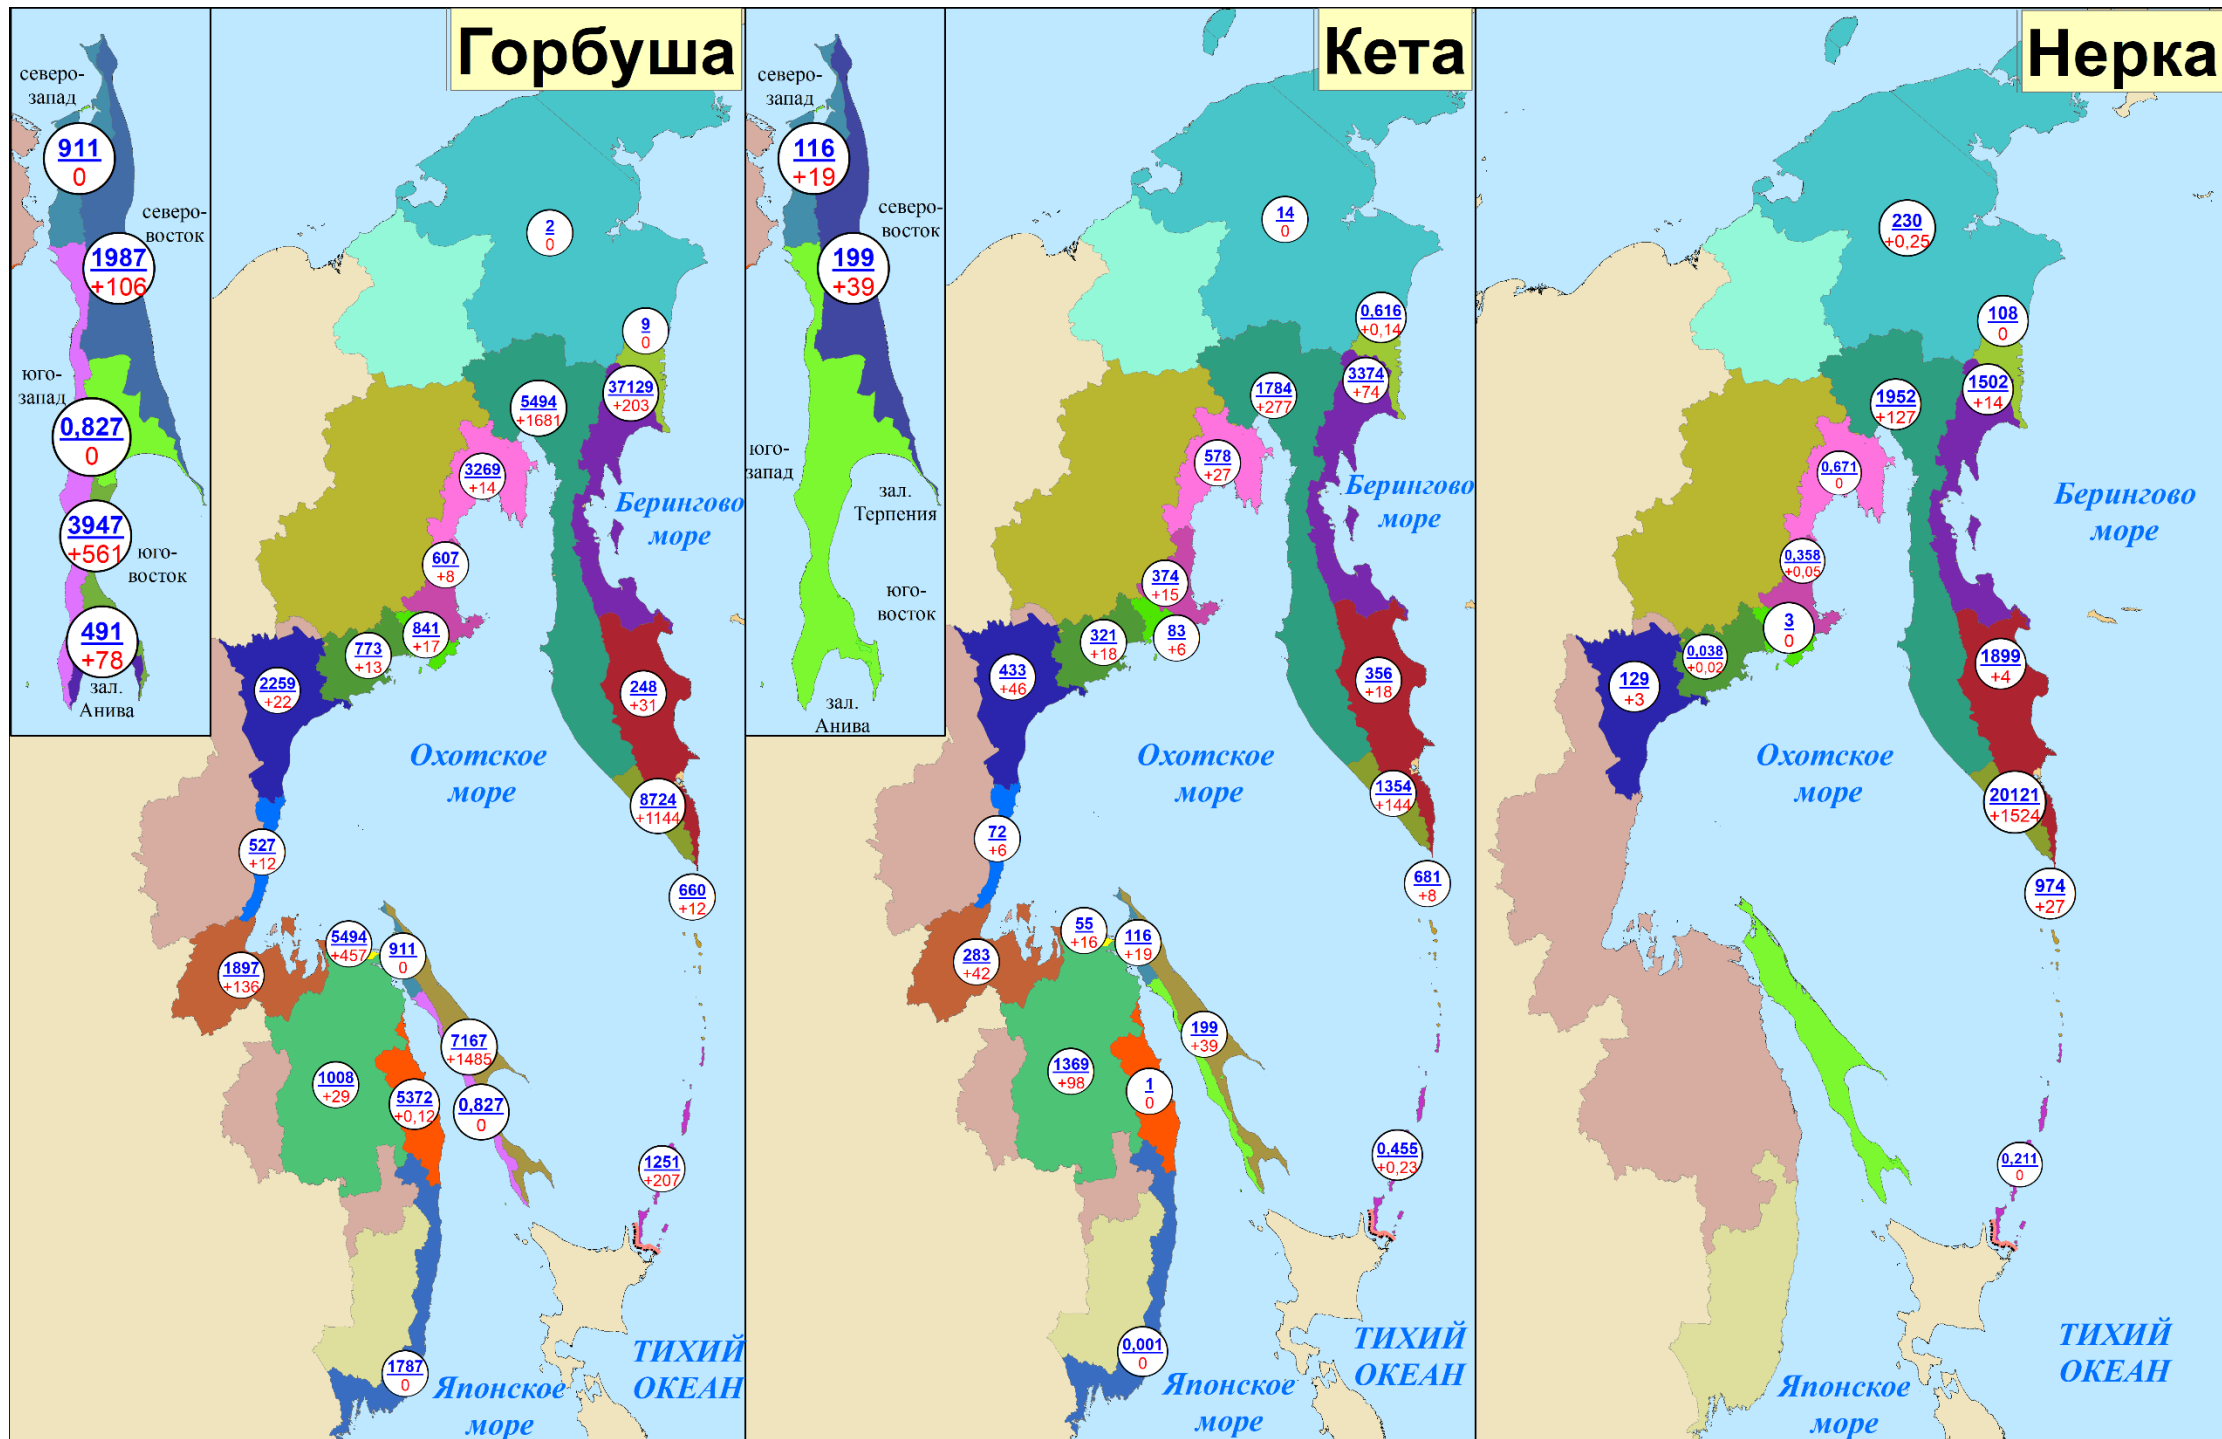 Горбуша
северо-
запад
911
0
северо-
восток
1987
+106
юго-
запад
0,827
0
3947
+561
юго-
восток
491
+78
зал.
Анива
2
0
9
0
37129
+203
5494
+1681
3269
+14
Берингово
море
607
+8
841
+17
773
+13
2259
+22
248
+31
Охотское
море
8724
+1144
527
+12
660
+12
5494
+457
911
0
1897
+136
7167
+1485
1008
+29
5372
+0,12
0,827
0
1251
+207
1787
0
ТИХИЙ
ОКЕАН
Японское
море
Кета
северо-
запад
116
+19
северо-
восток
199
+39
юго-
запад
зал.
Терпения
юго-
восток
зал.
Анива
14
0
0,616
+0,14
3374
+74
1784
+277
578
+27
Берингово
море
374
+15
83
+6
321
+18
433
+46
356
+18
Охотское
море
1354
+144
72
+6
681
+8
55
+16
116
+19
283
+42
199
+39
1369
+98
1
0
0,455
+0,23
0,001
0
ТИХИЙ
ОКЕАН
Японское
море
Нерка
230
+0,25
108
0
1502
+14
1952
+127
0,671
0
Берингово
море
0,358
+0,05
3
0
0,038
+0,02
129
+3
1899
+4
Охотское
море
20121
+1524
974
+27
0,211
0
ТИХИЙ
ОКЕАН
Японское
море